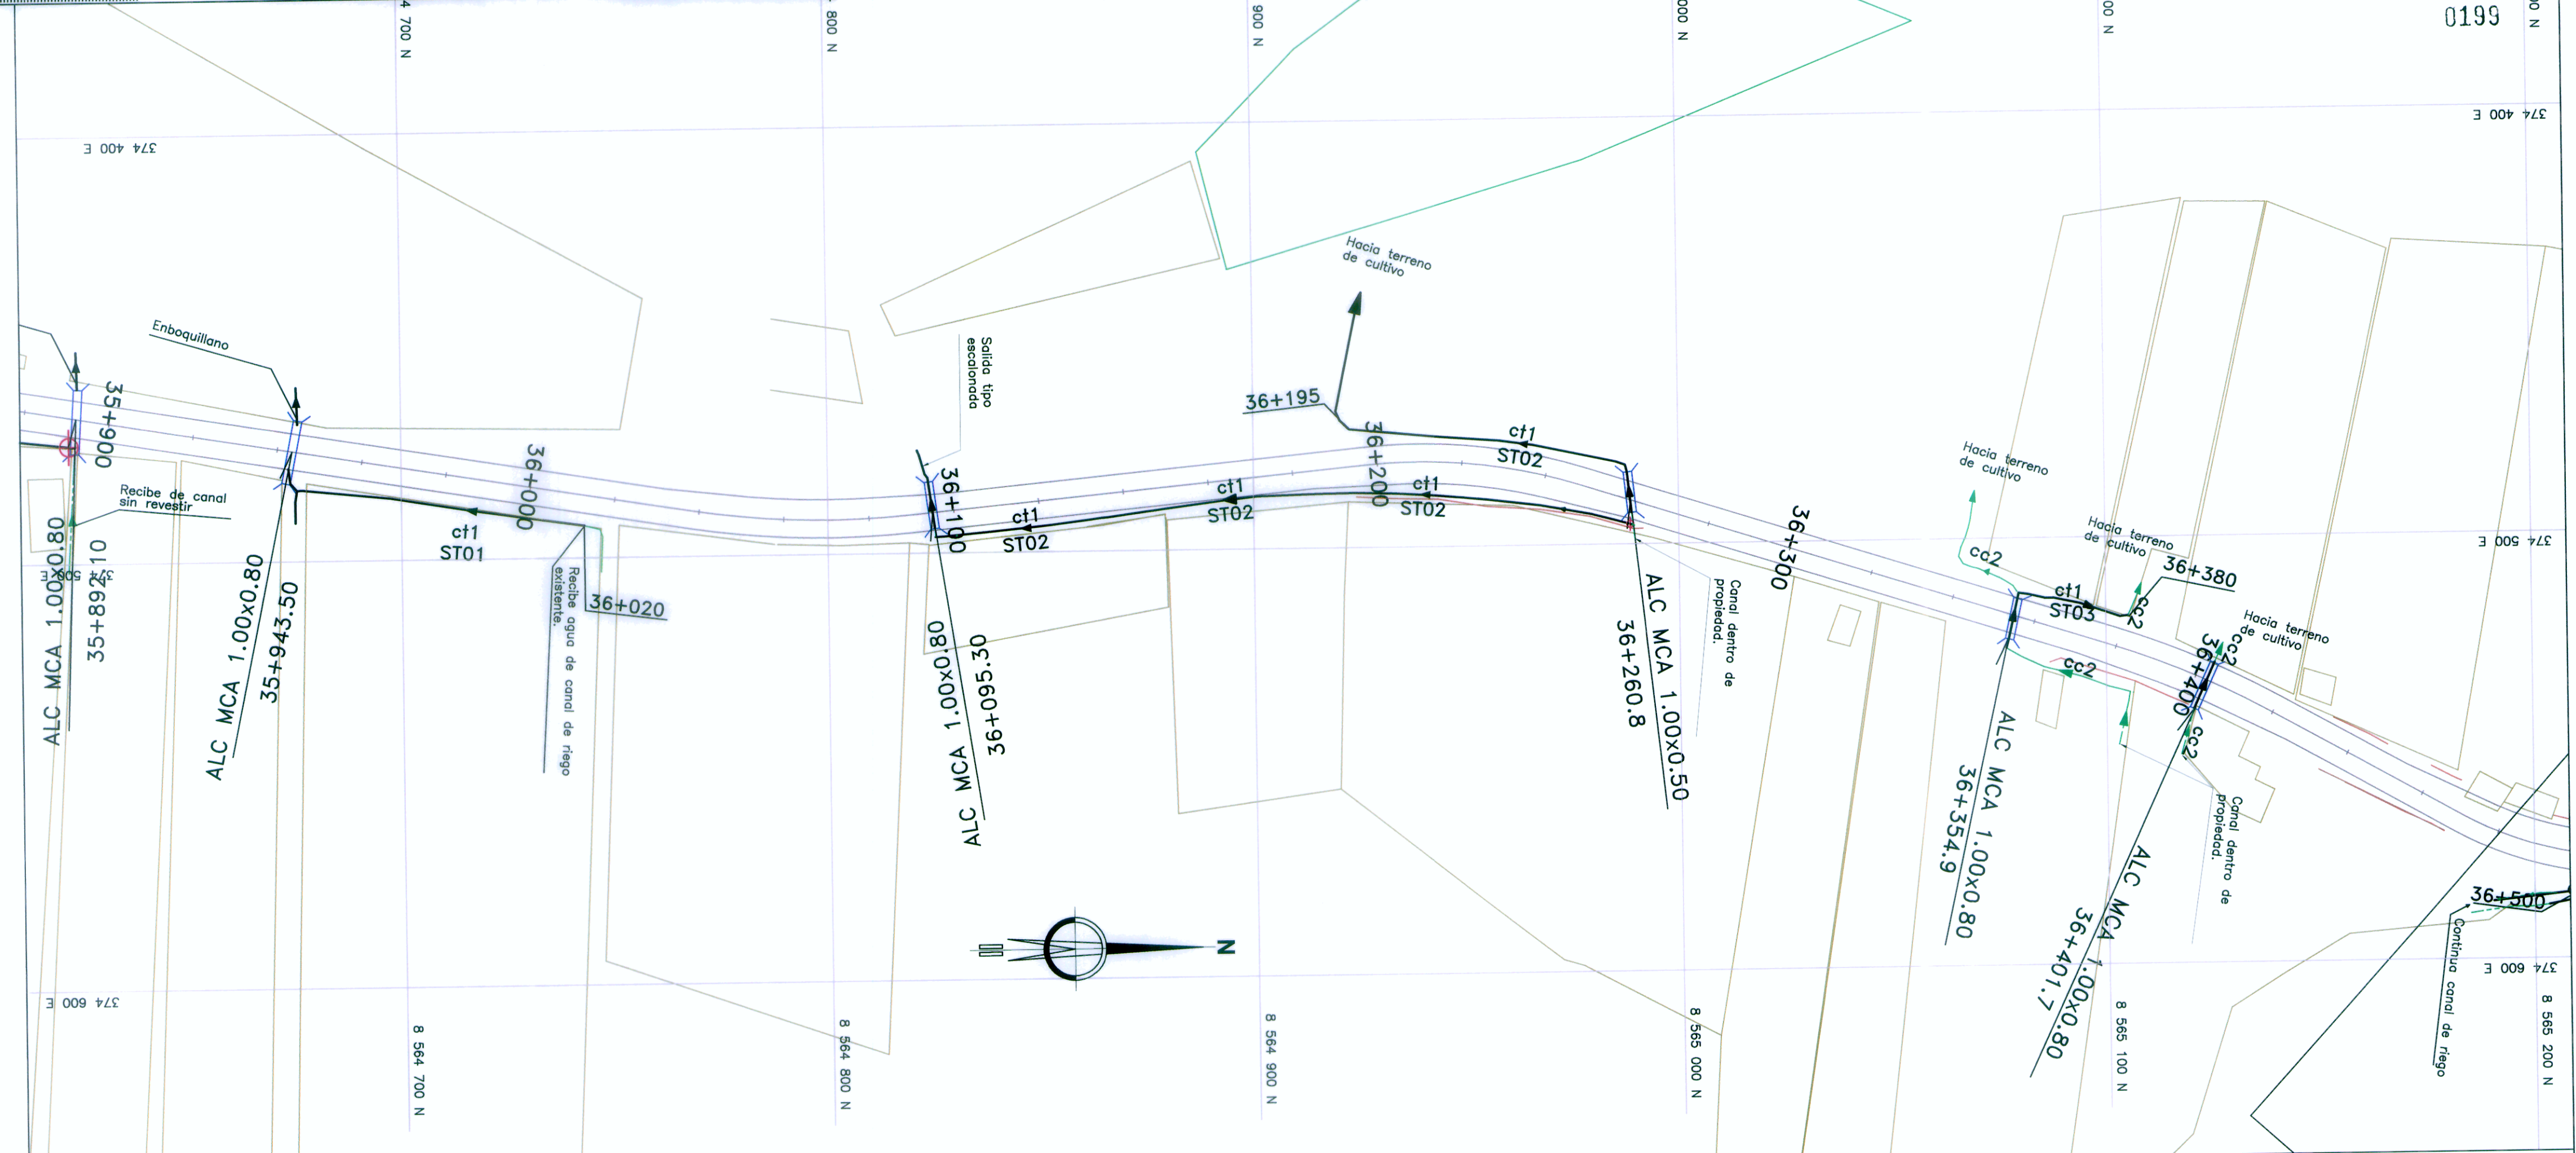 0199
4 700 N
800 N
900 N
000 N
00 N
0 N
374 400 E
374 400 E
Hacia terreno
de cultivo
Enboquillano
Salida tipo
escalonada
35+900
36+195
36+200
ct1
ST02
36+000
36+100
ct1
ST02
ct1
ST02
ct1
ST02
Recibe de canal
sin revestir
ct1
ST01
36+300
Hacia terreno
de cultivo
Hacia terreno
de cultivo
cc2
36+380
ct1
ST03
cc2
Hacia terreno
de cultivo
cc2
36+400
cc2
cc2
374 500 E
374 500 E
ALC MCA 1.00x0.80
35+892.10
ALC MCA 1.00x0.80
35+943.50
Recibe agua de canal de riego
existente.
36+020
ALC MCA 1.00x0.80
36+095.30
ALC MCA 1.00x0.50
36+260.8
Canal dentro de
propiedad.
ALC MCA 1.00x0.80
36+354.9
ALC MCA 1.00x0.80
36+401.7
Canal dentro de
propiedad.
36+500
Continua canal de riego
N
374 600 E
374 600 E
8 564 700 N
8 564 800 N
8 564 900 N
8 565 000 N
8 565 100 N
8 565 200 N